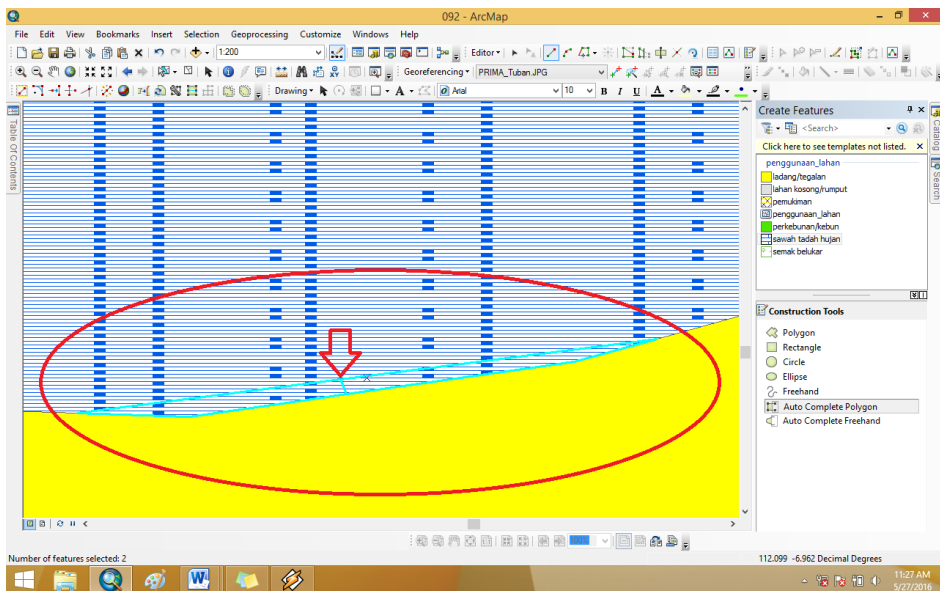 092 - ArcMap
File Edit View Bookmarks Insert Selection Geoprocessing Customize Windows Help
1:200 Editor
Georeferencing PRIMA_Tuban.JPG
Drawing A Arial 10 B I U A
Table Of Contents
Create Features
<Search>
Click here to see templates not listed.
penggunaan_lahan
ladang/tegalan
lahan kosong/rumput
pemukiman
penggunaan_lahan
perkebunan/kebun
sawah tadah hujan
semak belukar
Construction Tools
Polygon
Rectangle
Circle
Ellipse
Freehand
Auto Complete Polygon
Auto Complete Freehand
Catalog
Search
100%
Number of features selected: 2
112.099 -6.962 Decimal Degrees
11:27 AM
5/27/2016